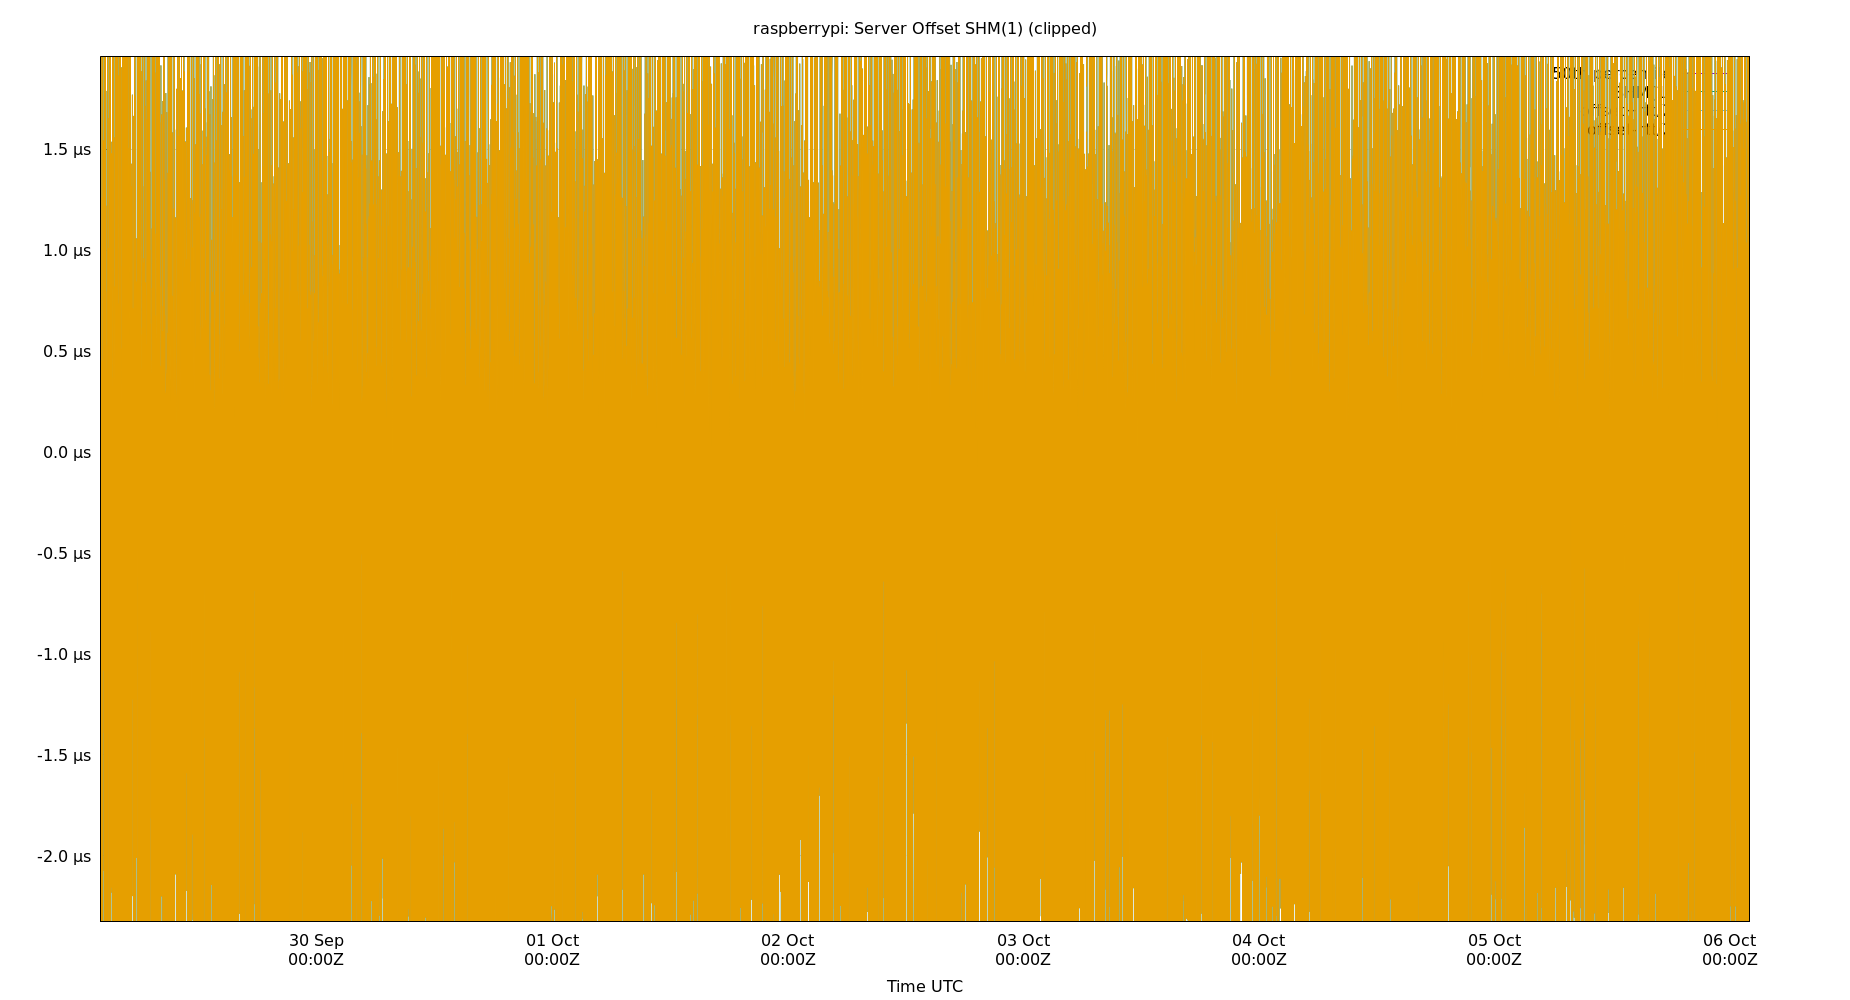 raspberrypi: Server Offset SHM(1) (clipped)
1.5 µs
1.0 µs
0.5 µs
0.0 µs
-0.5 µs
-1.0 µs
-1.5 µs
-2.0 µs
30 Sep 01 Oct 02 Oct 03 Oct 04 Oct 05 Oct 06 Oct
00:00Z 00:00Z 00:00Z 00:00Z 00:00Z 00:00Z 00:00Z
Time UTC